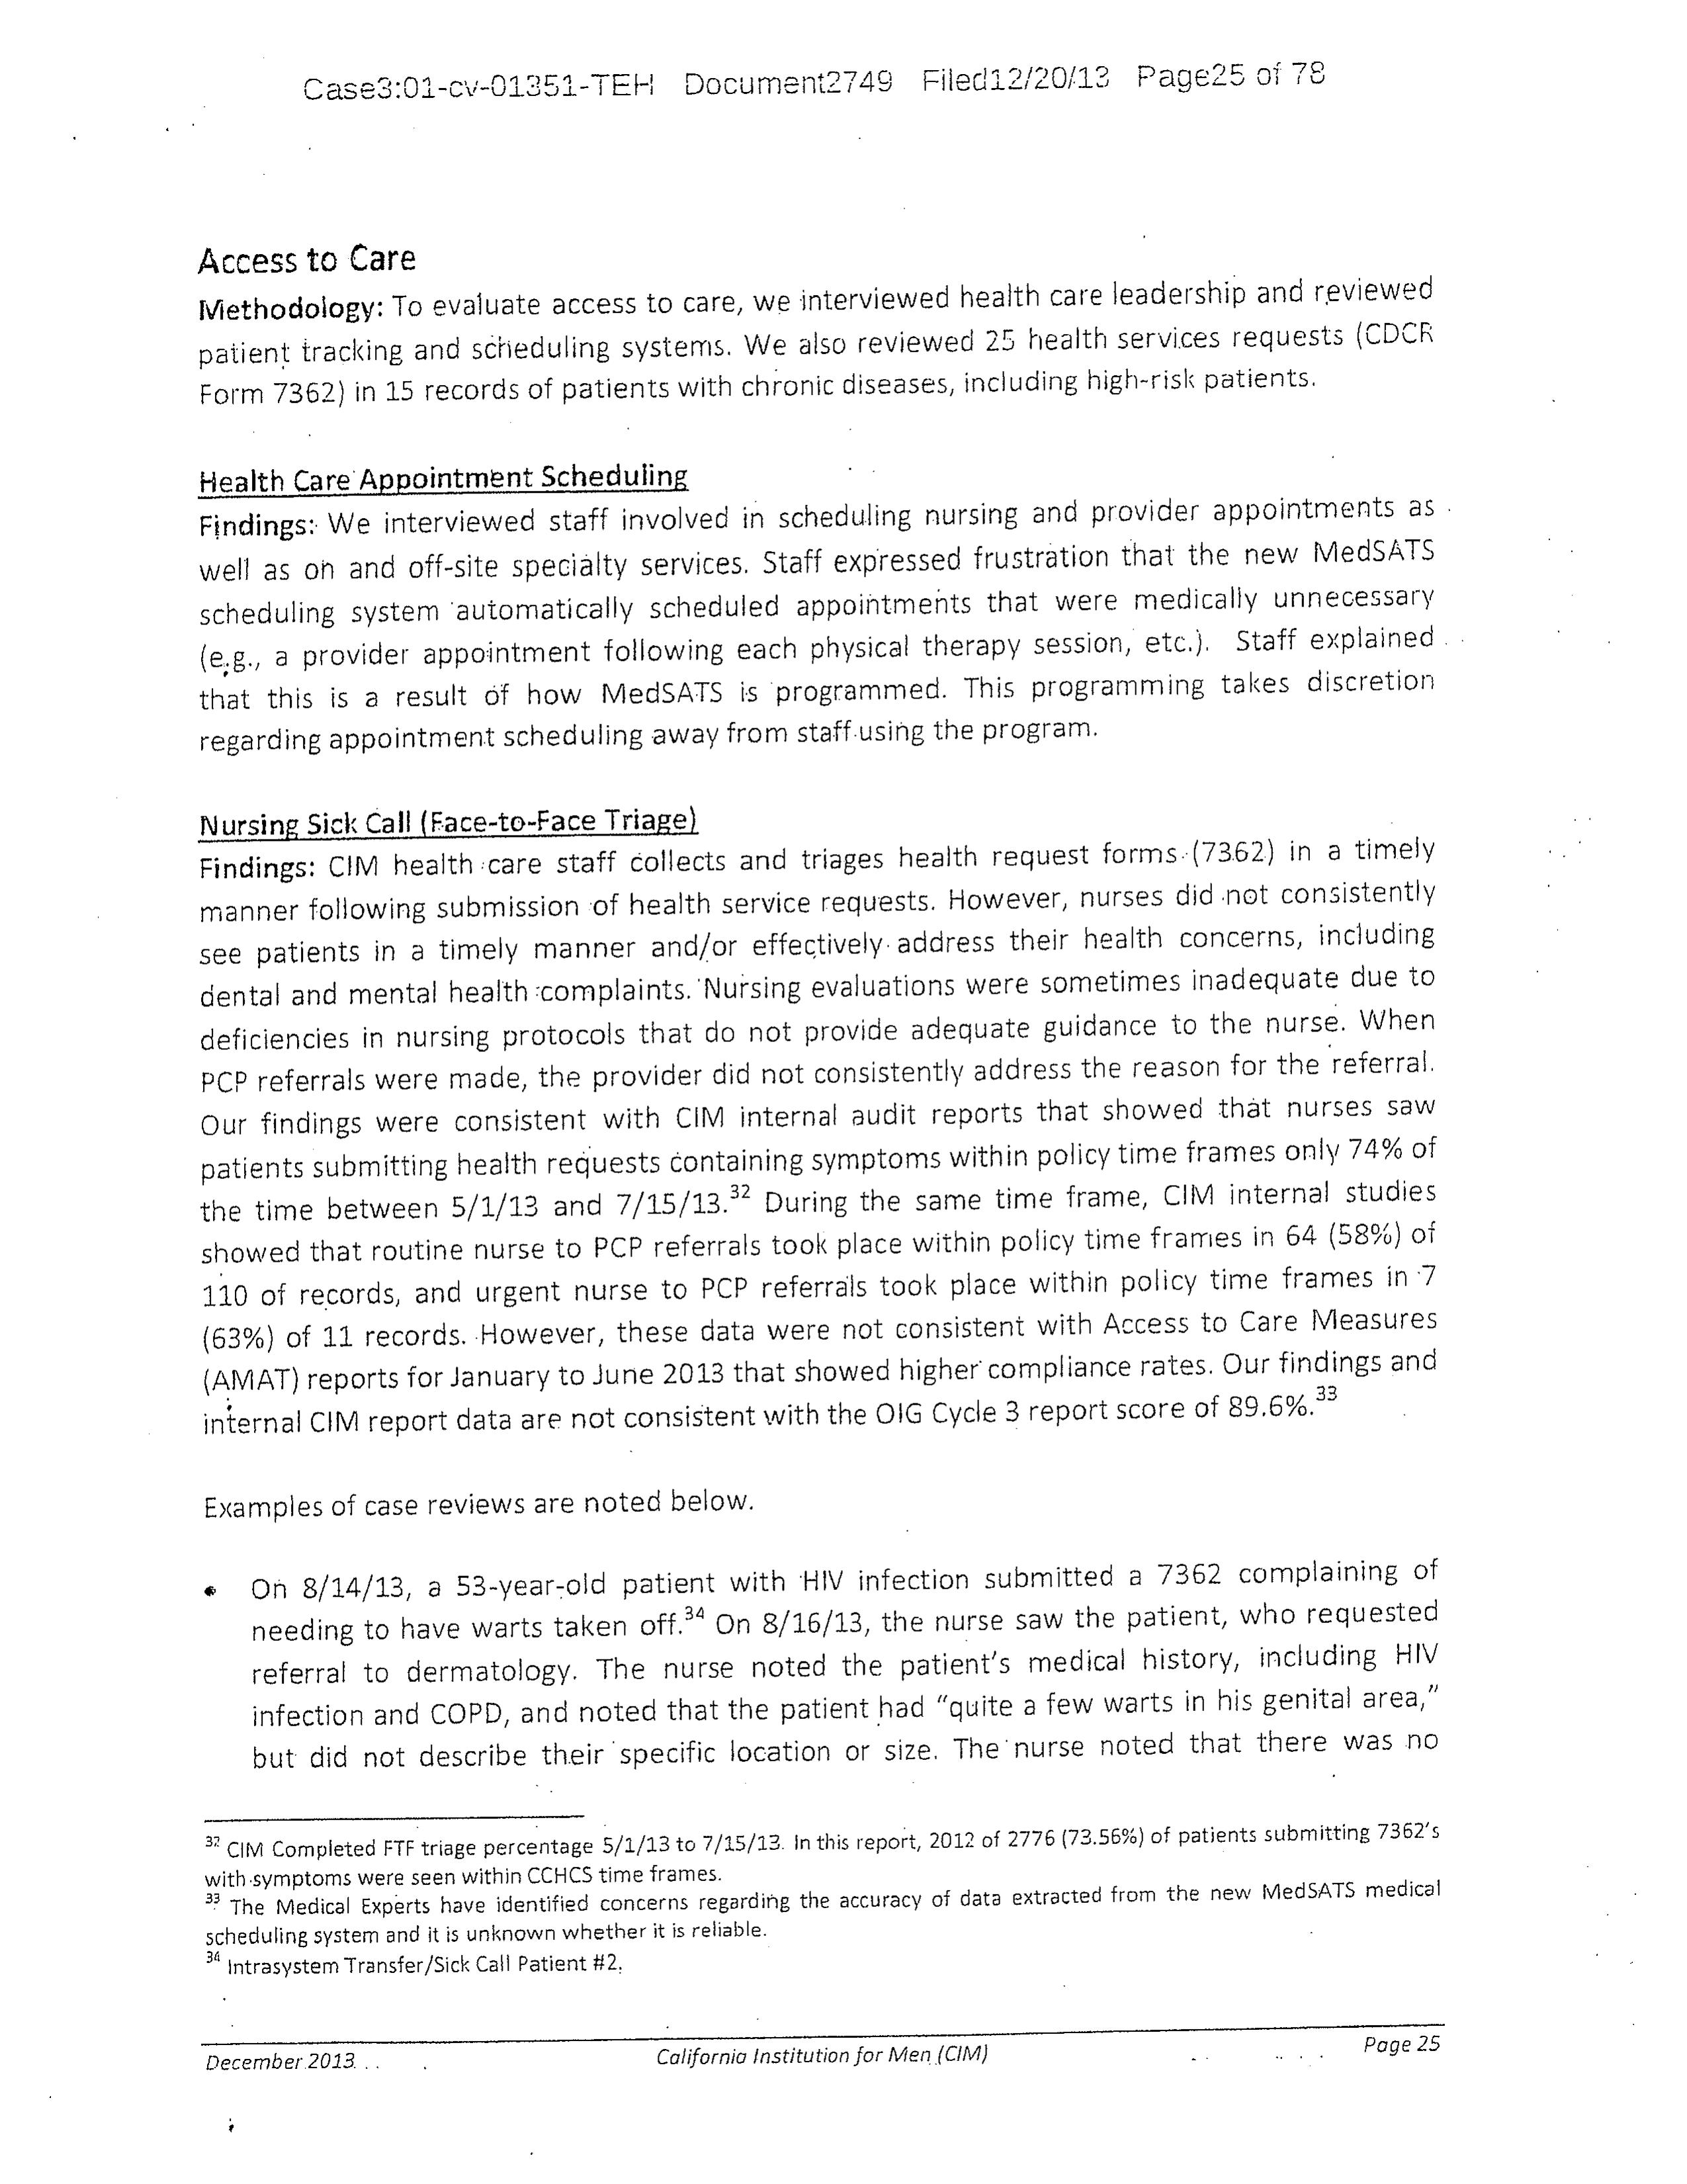 Case3:01-cv-01351-TEH Document2749 Filed12/20/13 Page25 of 78
Access to Care
Methodology: To evaluate access to care, we interviewed health care leadership and reviewed
patient tracking and scheduling systems. We also reviewed 25 health services requests (CDCR
Form 7362) in 15 records of patients with chronic diseases, including high-risk patients.
Health Care Appointment Scheduling
Findings: We interviewed staff involved in scheduling nursing and provider appointments as
well as on and off-site specialty services. Staff expressed frustration that the new MedSATS
scheduling system automatically scheduled appointments that were medically unnecessary
(e.g., a provider appointment following each physical therapy session, etc.). Staff explained
that this is a result of how MedSATS is programmed. This programming takes discretion
regarding appointment scheduling away from staff using the program.
Nursing Sick Call (Face-to-Face Triage)
Findings: CIM health care staff collects and triages health request forms (7362) in a timely
manner following submission of health service requests. However, nurses did not consistently
see patients in a timely manner and/or effectively address their health concerns, including
dental and mental health complaints. Nursing evaluations were sometimes inadequate due to
deficiencies in nursing protocols that do not provide adequate guidance to the nurse. When
PCP referrals were made, the provider did not consistently address the reason for the referral.
Our findings were consistent with CIM internal audit reports that showed that nurses saw
patients submitting health requests containing symptoms within policy time frames only 74% of
the time between 5/1/13 and 7/15/13.32 During the same time frame, CIM internal studies
showed that routine nurse to PCP referrals took place within policy time frames in 64 (58%) of
110 of records, and urgent nurse to PCP referrals took place within policy time frames in 7
(63%) of 11 records. However, these data were not consistent with Access to Care Measures
(AMAT) reports for January to June 2013 that showed higher compliance rates. Our findings and
internal CIM report data are not consistent with the OIG Cycle 3 report score of 89.6%.33
Examples of case reviews are noted below.
• On 8/14/13, a 53-year-old patient with HIV infection submitted a 7362 complaining of
needing to have warts taken off.34 On 8/16/13, the nurse saw the patient, who requested
referral to dermatology. The nurse noted the patient's medical history, including HIV
infection and COPD, and noted that the patient had "quite a few warts in his genital area,"
but did not describe their specific location or size. The nurse noted that there was no
32 CIM Completed FTF triage percentage 5/1/13 to 7/15/13. In this report, 2012 of 2776 (73.56%) of patients submitting 7362's
with symptoms were seen within CCHCS time frames.
33 The Medical Experts have identified concerns regarding the accuracy of data extracted from the new MedSATS medical
scheduling system and it is unknown whether it is reliable.
34 Intrasystem Transfer/Sick Call Patient #2.
December 2013 California Institution for Men (CIM) Page 25